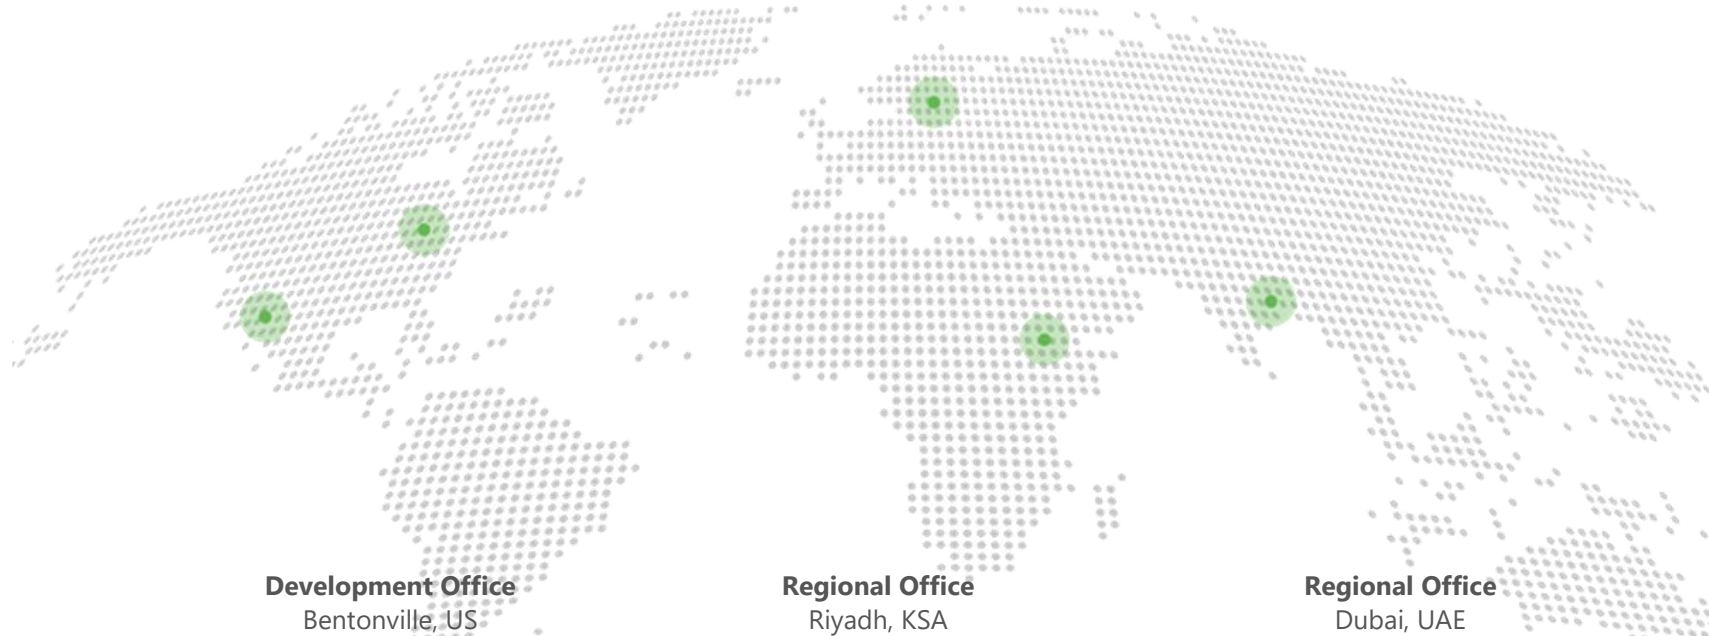 Development Office
Bentonville, US
Regional Office
Riyadh, KSA
Regional Office
Dubai, UAE